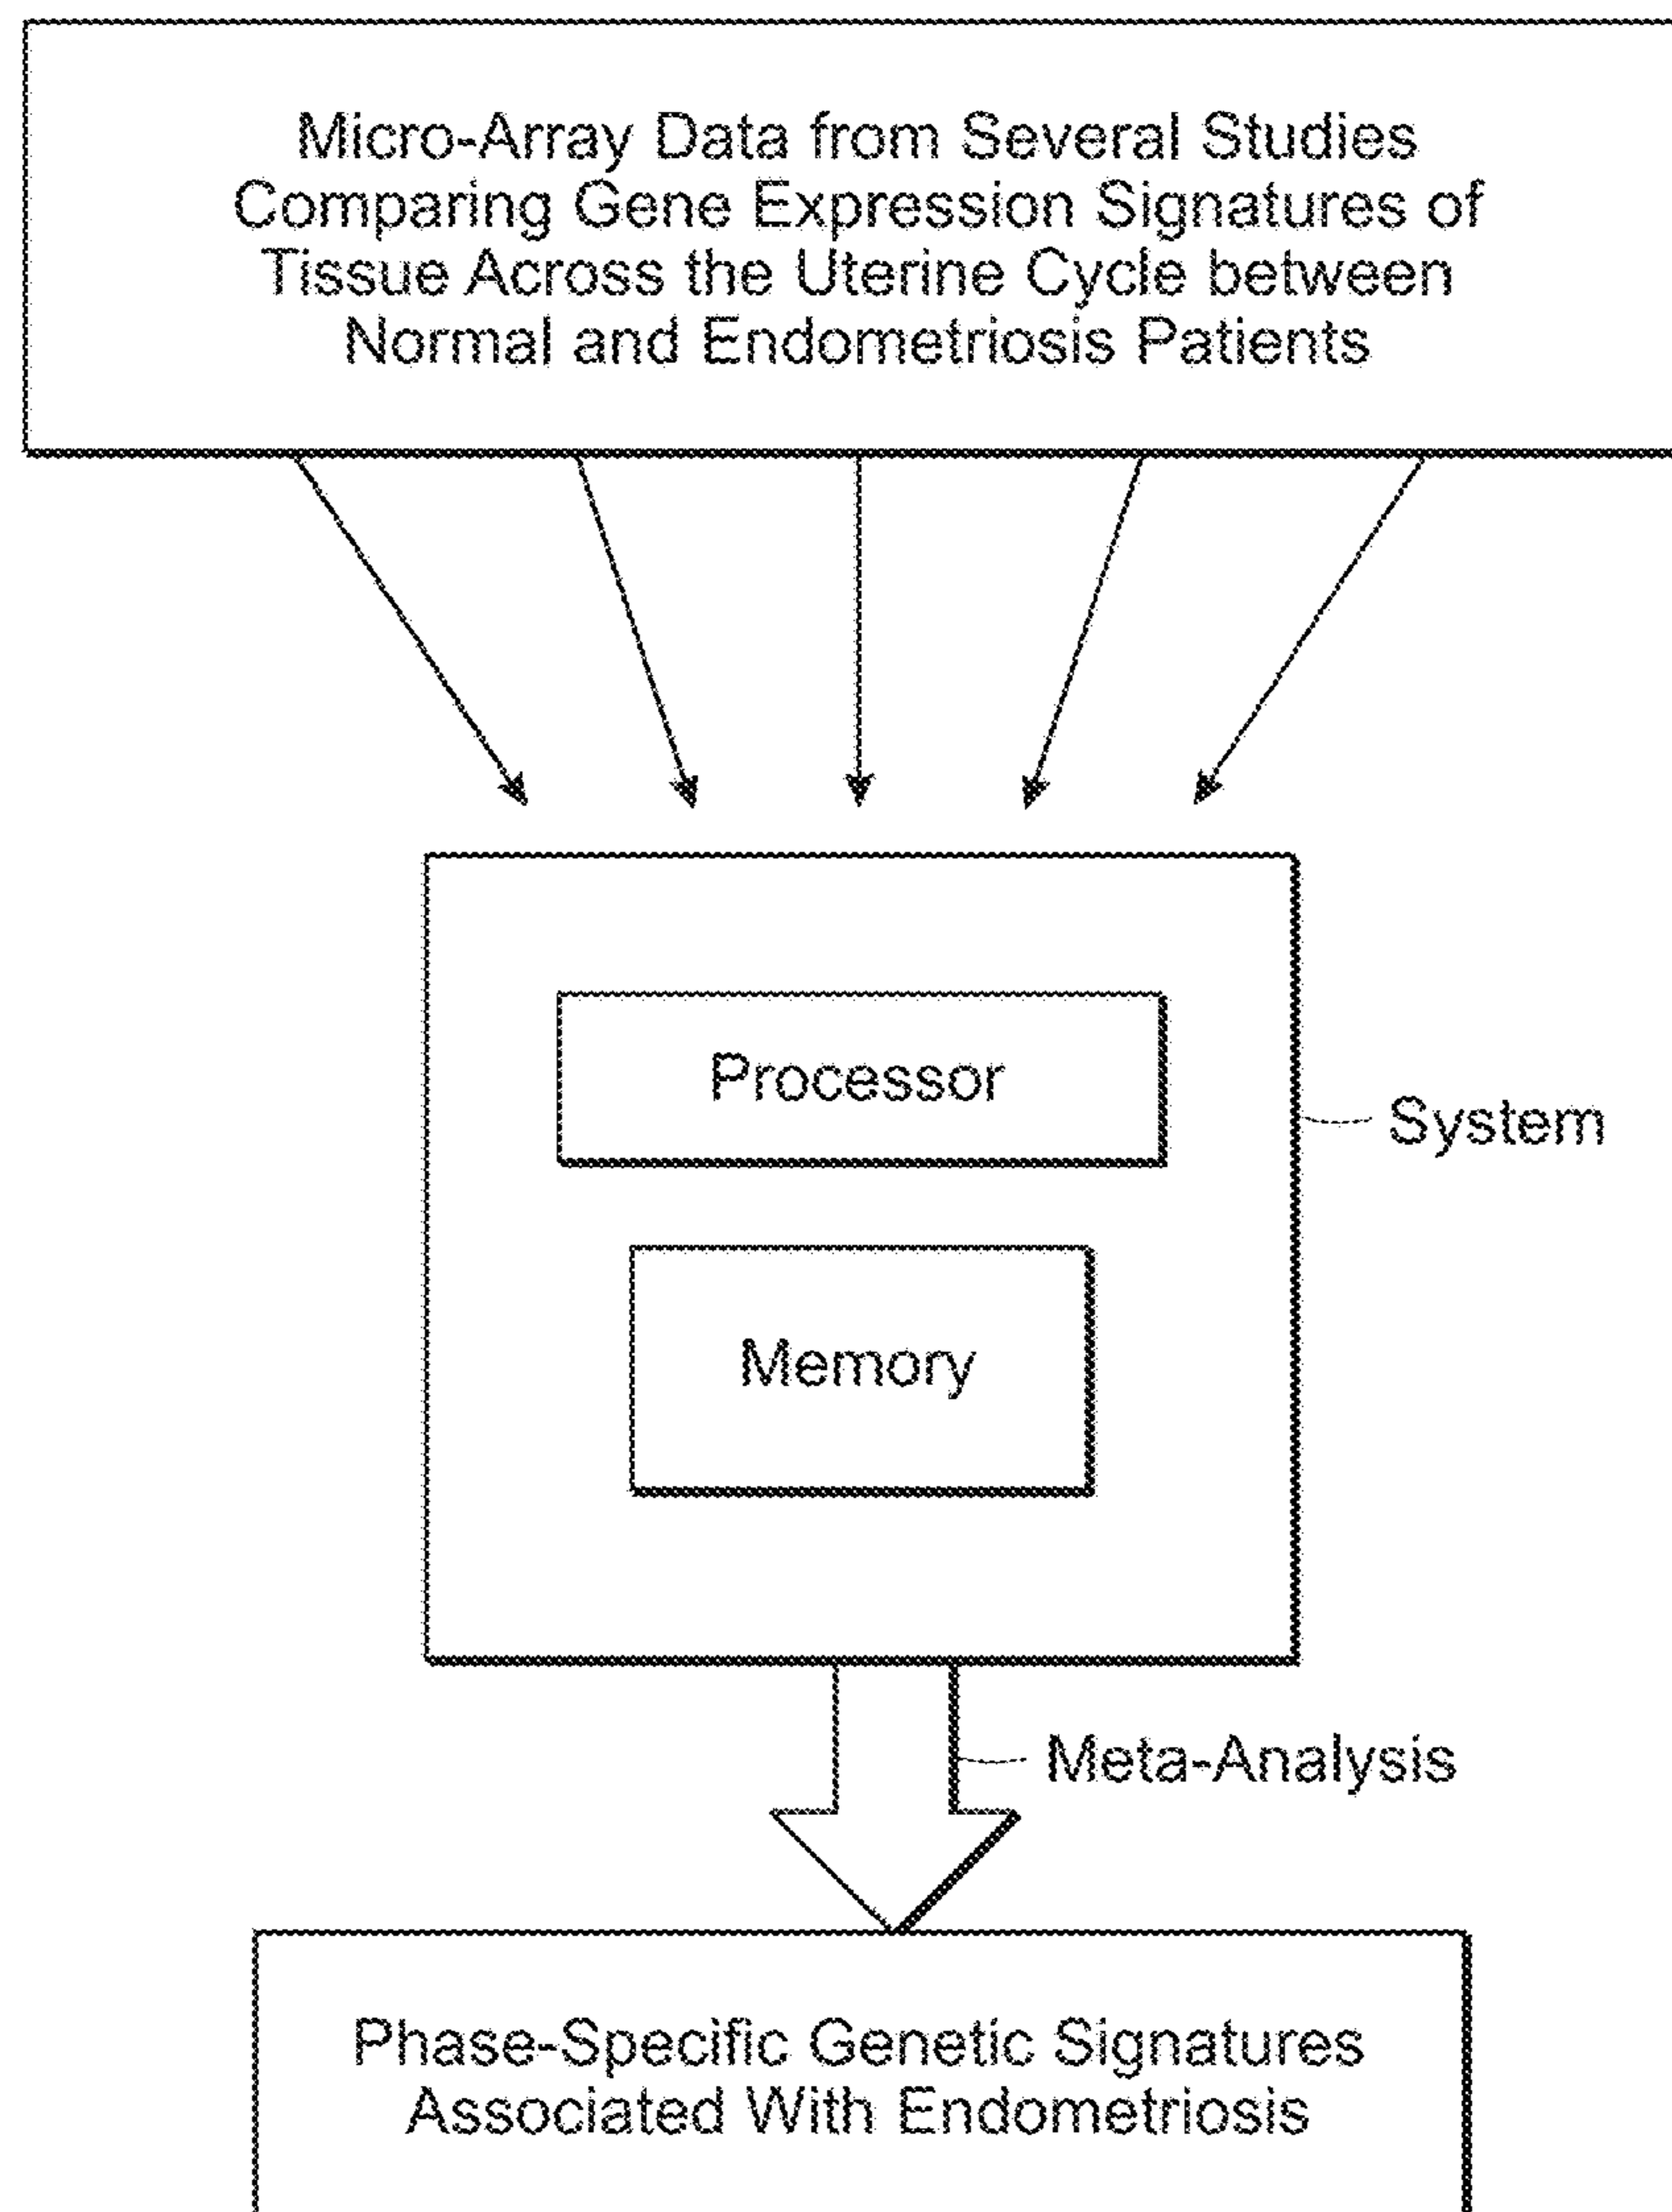 Micro-Array Data from Several Studies
Comparing Gene Expression Signatures of
Tissue Across the Uterine Cycle between
Normal and Endometriosis Patients
Processor
System
Memory
Meta-Analysis
Phase-Specific Genetic Signatures
Associated With Endometriosis